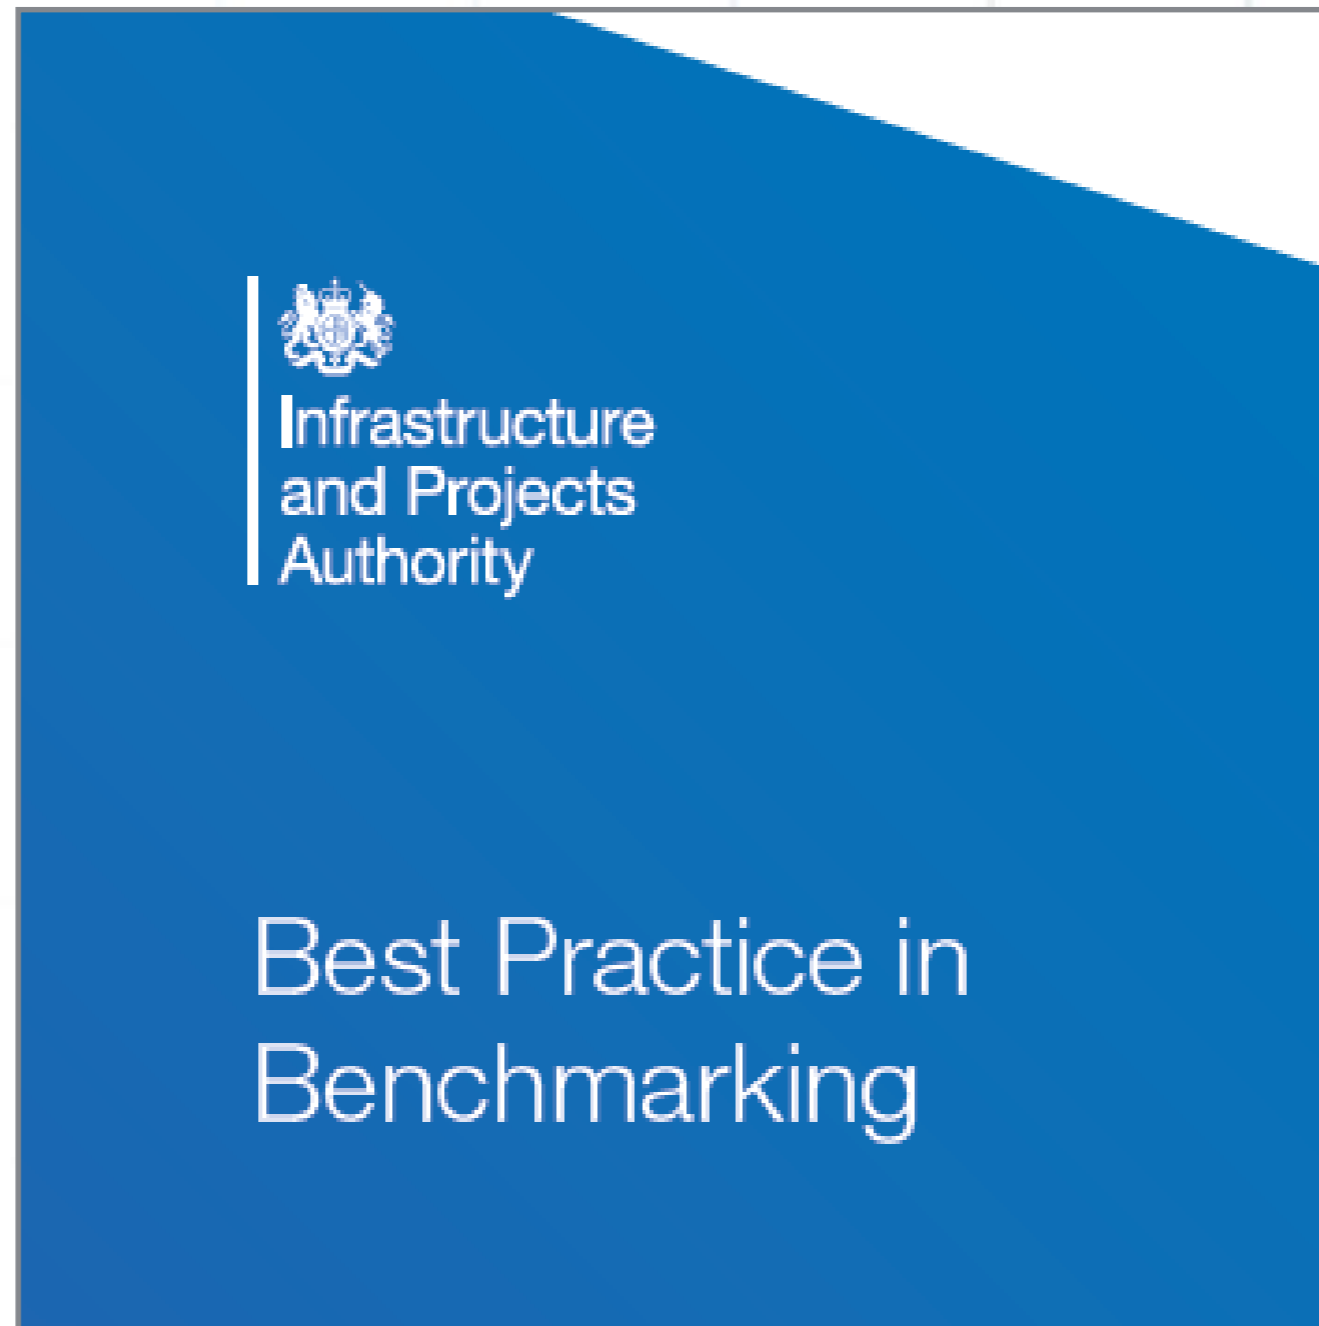 Infrastructure
and Projects
Authority
Best Practice in
Benchmarking